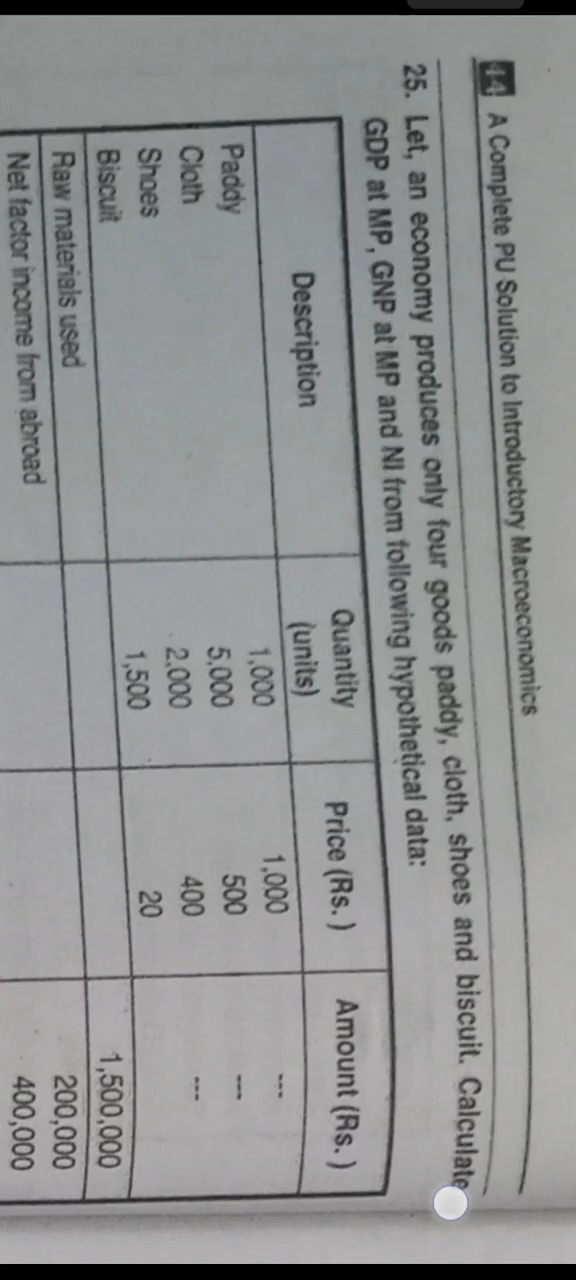 44 A Complete PU Solution to Introductory Macroeconomics
25. Let, an economy produces only four goods paddy, cloth, shoes and biscuit. Calculate
GDP at MP, GNP at MP and NI from following hypothetical data:
Description Quantity (units) Price (Rs.) Amount (Rs.)
Paddy 1,000 1,000 ---
Cloth 5,000 500 ---
Shoes 2,000 400 ---
Biscuit 1,500 20
Raw materials used 1,500,000
Net factor income from abroad 200,000
400,000